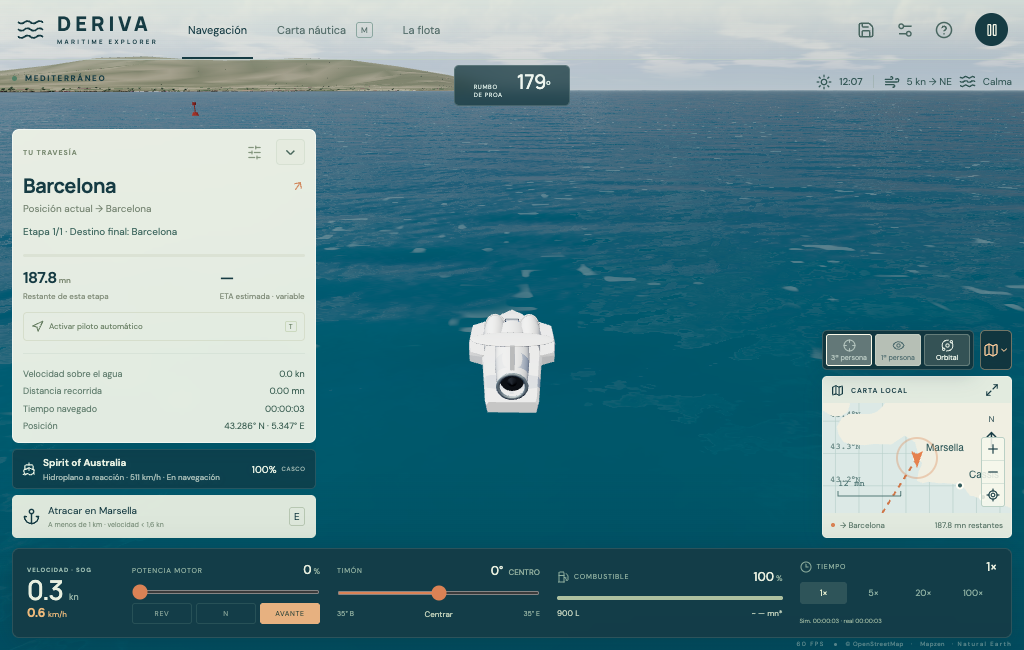 DERIVA
MARITIME EXPLORER
Navegación
Carta náutica M
La flota
MEDITERRÁNEO
RUMBO
DE PROA
179°
12:07
5 kn → NE
Calma
TU TRAVESÍA
Barcelona
Posición actual → Barcelona
Etapa 1/1 · Destino final: Barcelona
187.8 mn
Restante de esta etapa
—
ETA estimada · variable
Activar piloto automático T
Velocidad sobre el agua 0.0 kn
Distancia recorrida 0.00 mn
Tiempo navegado 00:00:03
Posición 43.286° N · 5.347° E
Spirit of Australia
Hidroplano a reacción · 511 km/h · En navegación
100% CASCO
Atracar en Marsella
A menos de 1 km · velocidad < 1,6 kn
E
3ª persona
1ª persona
Orbital
CARTA LOCAL
N
Marsella
43.3°N
Ca
43.2°N
12 mn
→ Barcelona
187.8 mn restantes
VELOCIDAD · SOG
0.3 kn
0.6 km/h
POTENCIA MOTOR 0 %
REV
N
AVANTE
TIMÓN 0° CENTRO
35° B
Centrar
35° E
COMBUSTIBLE 100 %
900 L
— — mn*
TIEMPO 1×
1×
5×
20×
100×
Sim. 00:00:03 · real 00:00:03
60 FPS
© OpenStreetMap · Mapzen · Natural Earth